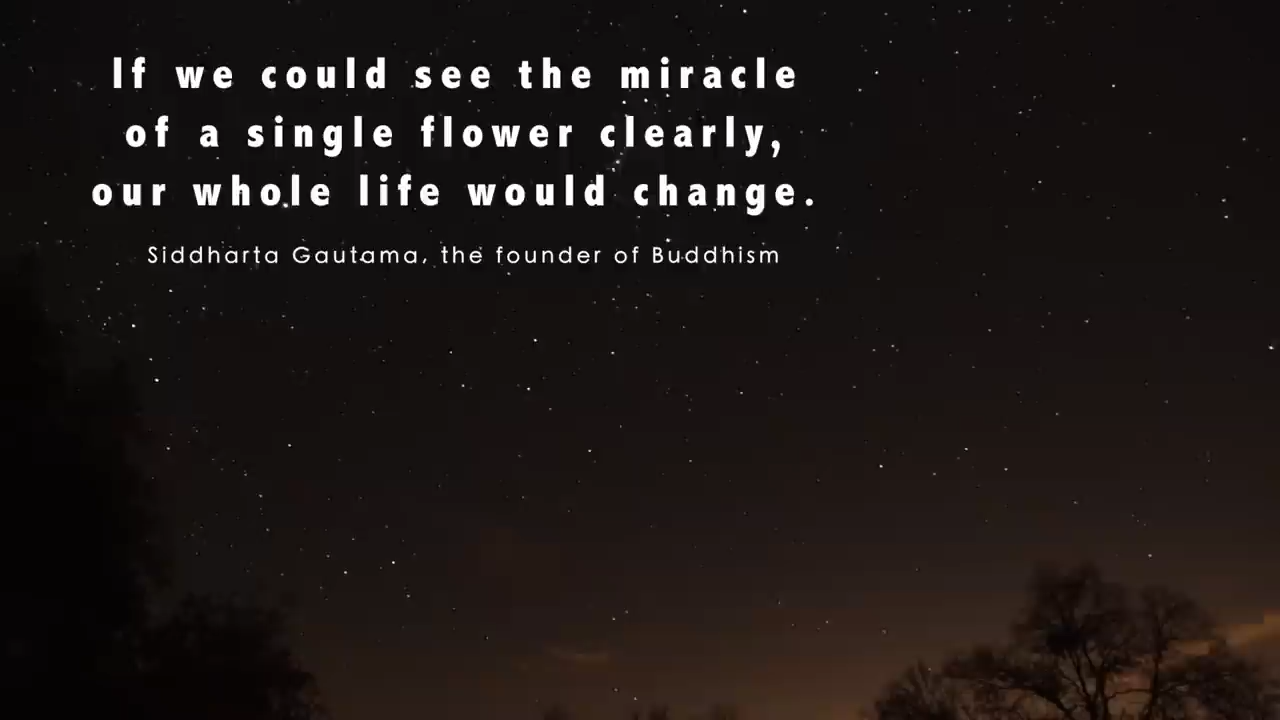 If we could see the miracle
of a single flower clearly,
our whole life would change.
Siddharta Gautama, the founder of Buddhism